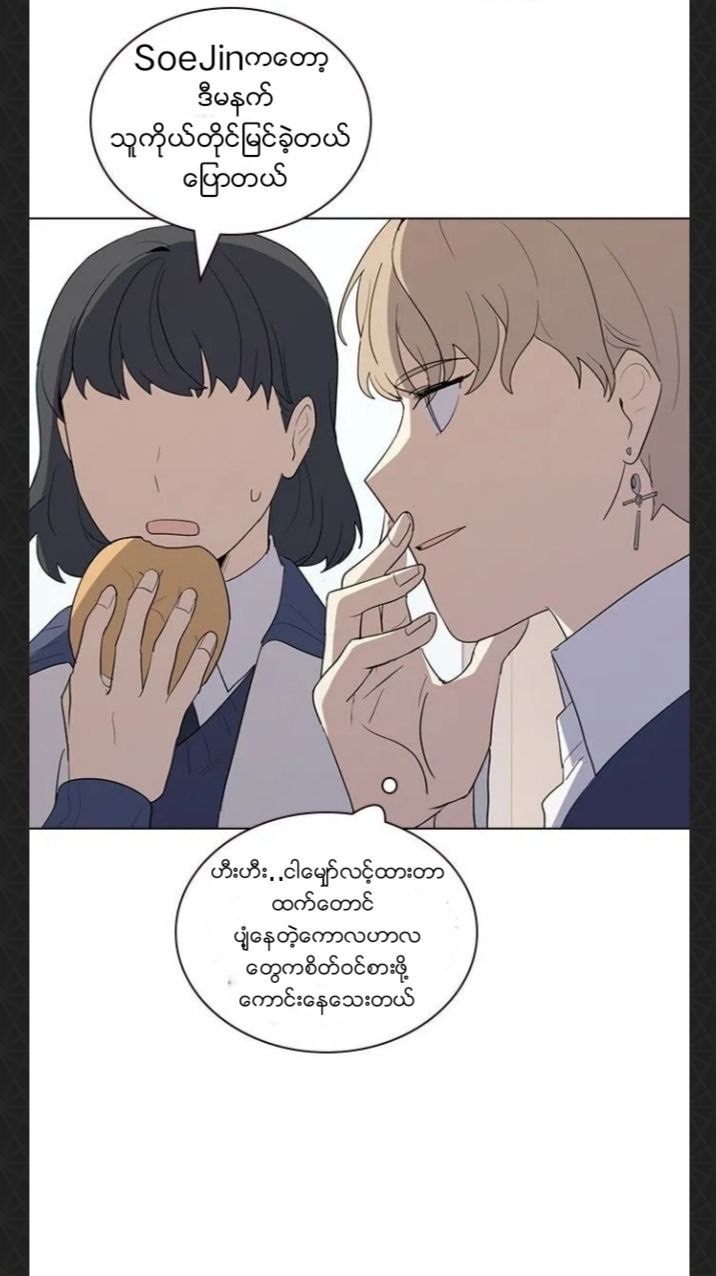 SoeJinကတော့
ဒီမနက်
သူကိုယ်တိုင်မြင်ခဲ့တယ်
ပြောတယ်
ဟီးဟီး..ငါမျှော်လင့်ထားတာ
ထက်တောင်
ပျံ့နေတဲ့ကောလဟာလ
တွေကစိတ်ဝင်စားဖို့
ကောင်းနေသေးတယ်